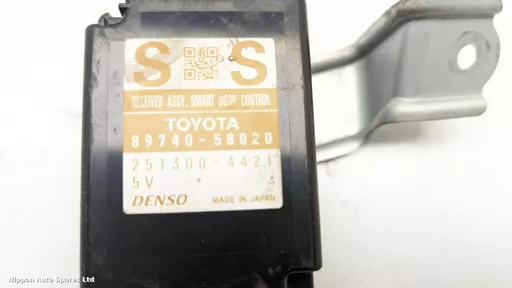 S S
RECEIVER ASSY, SMART DOOR CONTROL
TOYOTA
89740-58020
251300-4421
5V
DENSO MADE IN JAPAN
Nippon Auto Spares Ltd